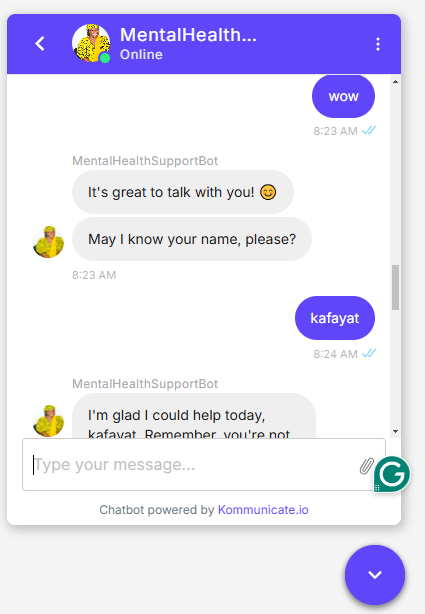 MentalHealth...
Online
wow
8:23 AM
MentalHealthSupportBot
It's great to talk with you! 😊
May I know your name, please?
8:23 AM
kafayat
8:24 AM
MentalHealthSupportBot
I'm glad I could help today,
kafayat. Remember, you're not
Type your message...
G
Chatbot powered by Kommunicate.io